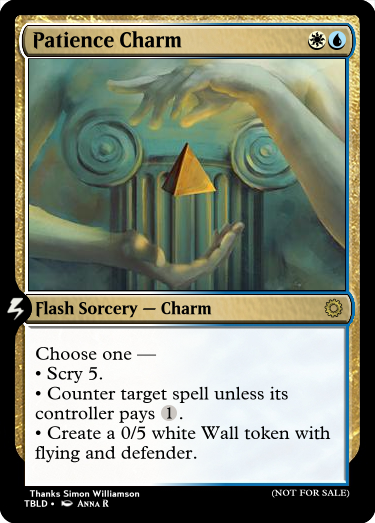 Patience Charm
Flash Sorcery — Charm
Choose one —
• Scry 5.
• Counter target spell unless its
controller pays 1.
• Create a 0/5 white Wall token with
flying and defender.
Thanks Simon Williamson
(NOT FOR SALE)
TBLD • Anna R